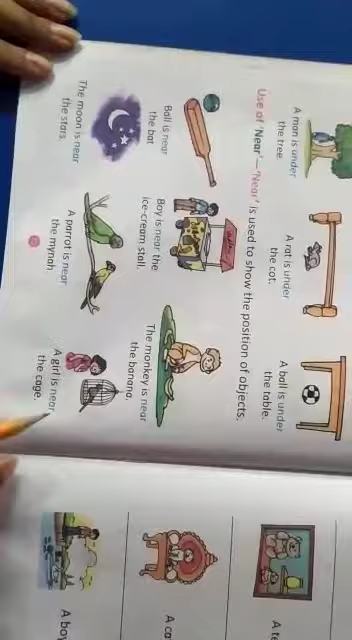 A man is under
the tree.
A rat is under
the cot.
A ball is under
the table.
Use of 'Near' – 'Near' is used to show the position of objects.
Ball is near
the bat
Boy is near the
ice-cream stall.
The monkey is near
the banana.
The moon is near
the stars.
A parrot is near
the mynah
A girl is near
the cage.
A te
A ca
A boy